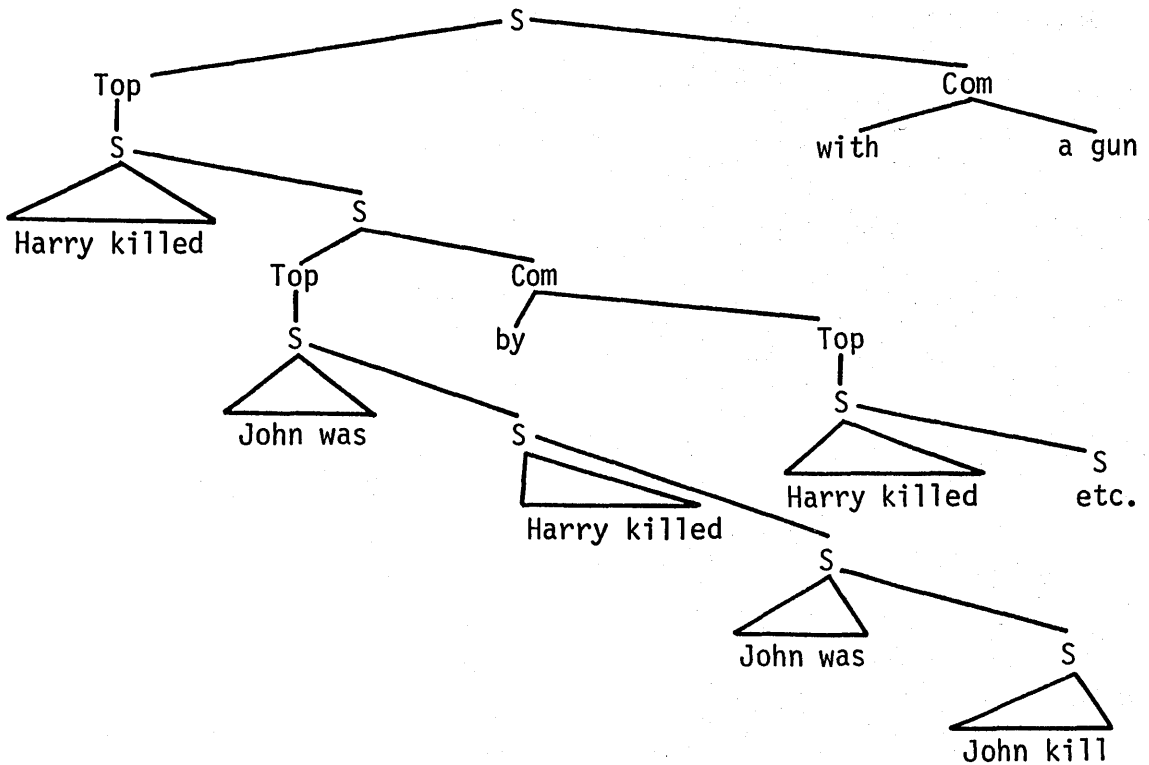 S
Top Com
S with a gun
Harry killed S
Top Com
S by Top
John was S S
Harry killed Harry killed S
etc.
S
John was S
John kill